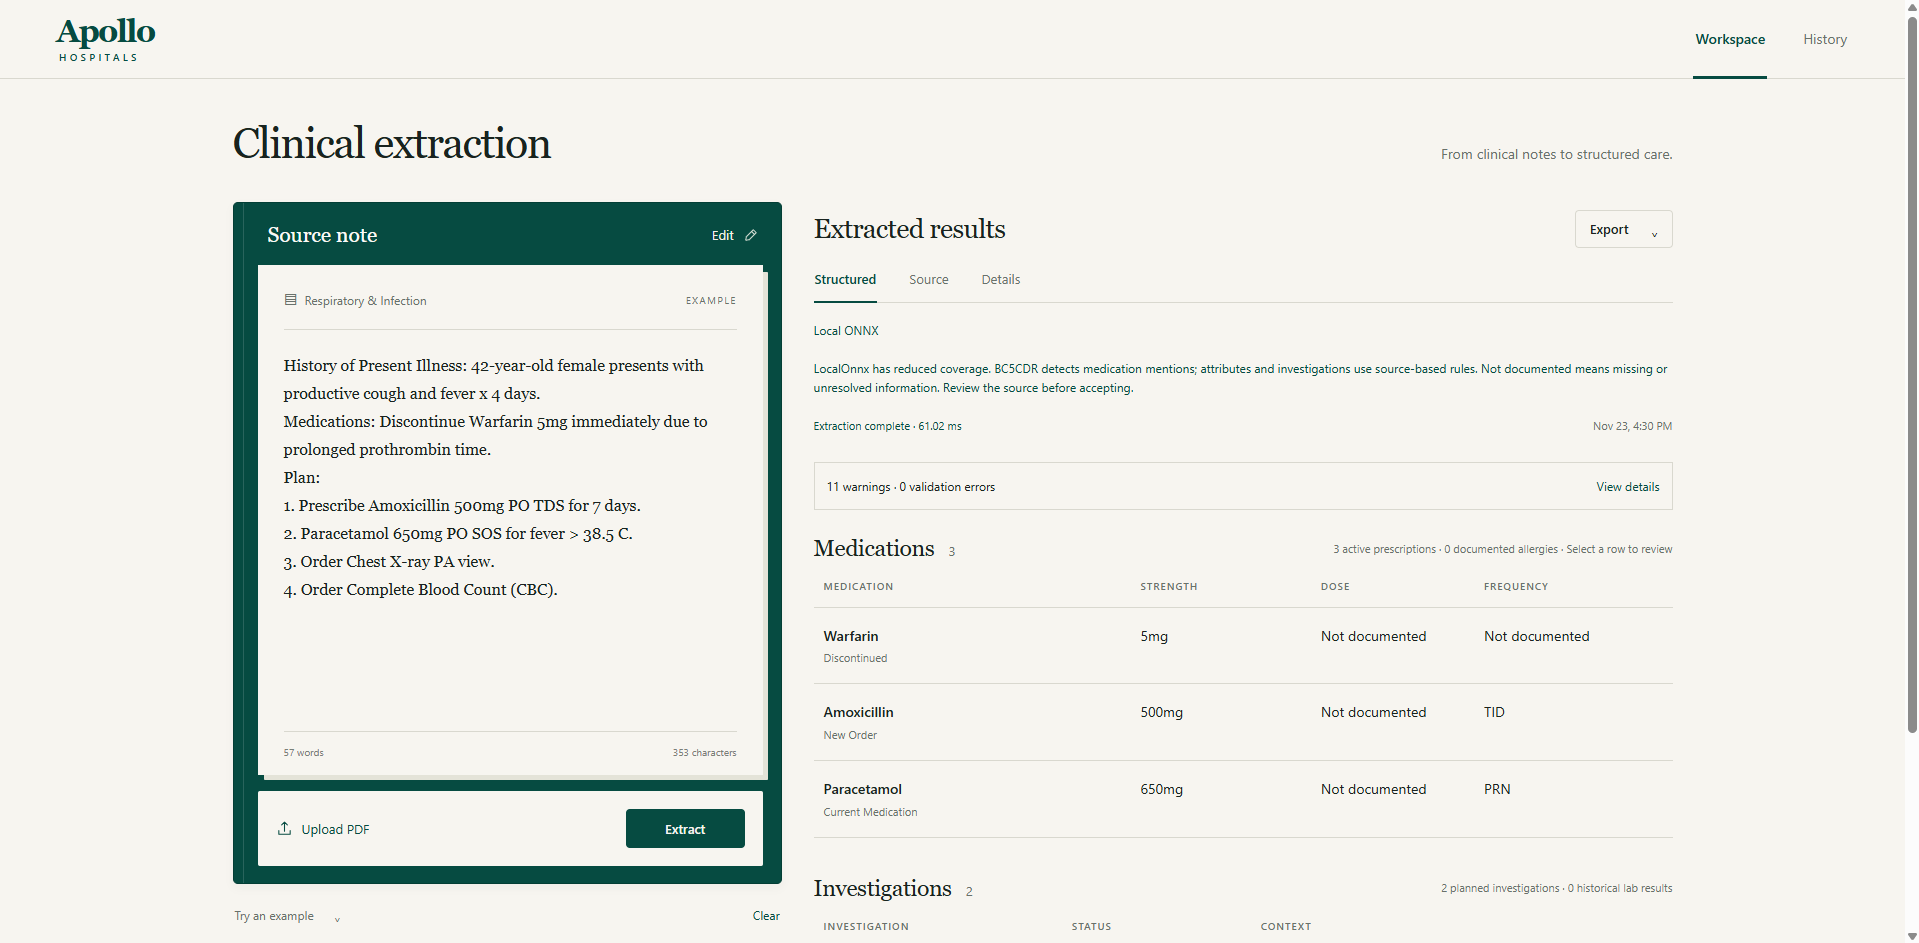 Apollo
HOSPITALS
Workspace
History
Clinical extraction
From clinical notes to structured care.
Source note
Edit
Respiratory & Infection
EXAMPLE
History of Present Illness: 42-year-old female presents with
productive cough and fever x 4 days.
Medications: Discontinue Warfarin 5mg immediately due to
prolonged prothrombin time.
Plan:
1. Prescribe Amoxicillin 500mg PO TDS for 7 days.
2. Paracetamol 650mg PO SOS for fever > 38.5 C.
3. Order Chest X-ray PA view.
4. Order Complete Blood Count (CBC).
57 words
353 characters
Upload PDF
Extract
Try an example
Clear
Extracted results
Export
Structured
Source
Details
Local ONNX
LocalOnnx has reduced coverage. BC5CDR detects medication mentions; attributes and investigations use source-based rules. Not documented means missing or
unresolved information. Review the source before accepting.
Extraction complete · 61.02 ms
Nov 23, 4:30 PM
11 warnings · 0 validation errors
View details
Medications 3
3 active prescriptions · 0 documented allergies · Select a row to review
MEDICATION STRENGTH DOSE FREQUENCY
Warfarin 5mg Not documented Not documented
Discontinued
Amoxicillin 500mg Not documented TID
New Order
Paracetamol 650mg Not documented PRN
Current Medication
Investigations 2
2 planned investigations · 0 historical lab results
INVESTIGATION STATUS CONTEXT